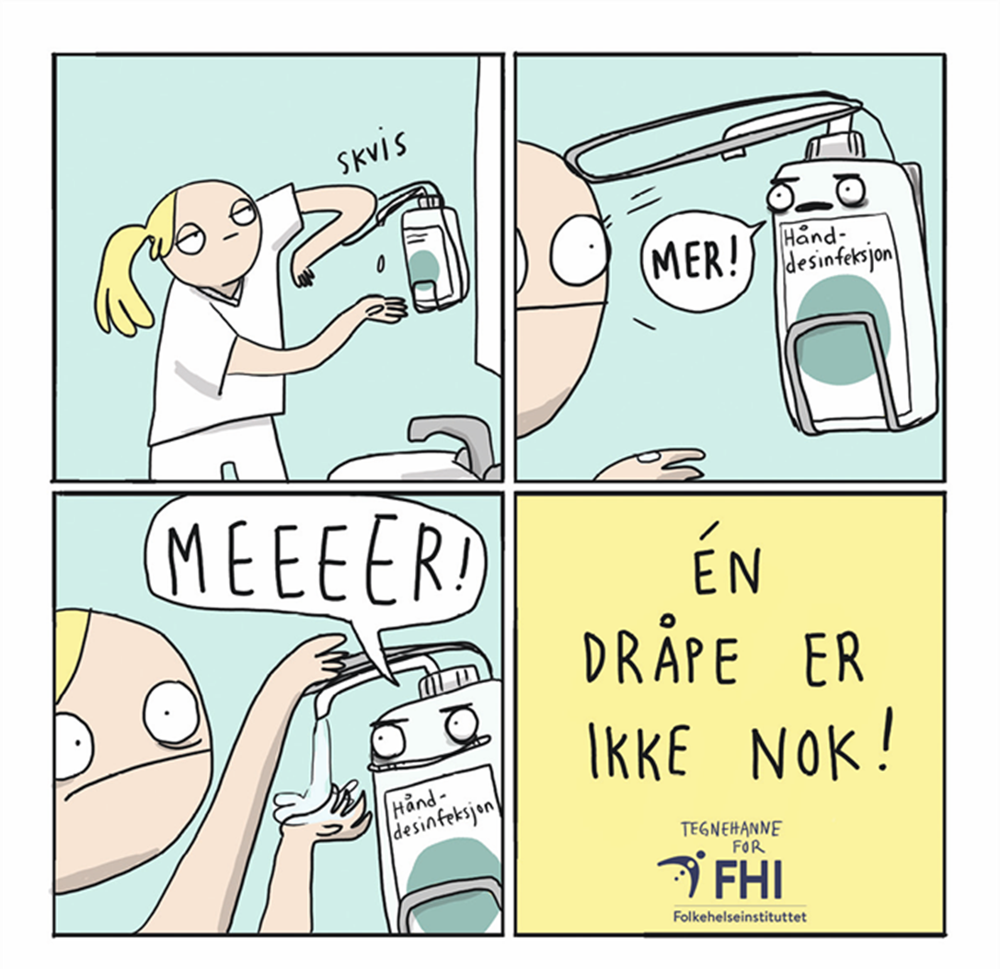 SKVIS
MER!
Hånd-
desinfeksjon
MEEEER!
Hånd-
desinfeksjon
ÉN
DRÅPE ER
IKKE NOK!
TEGNEHANNE
FOR
FHI
Folkehelseinstituttet